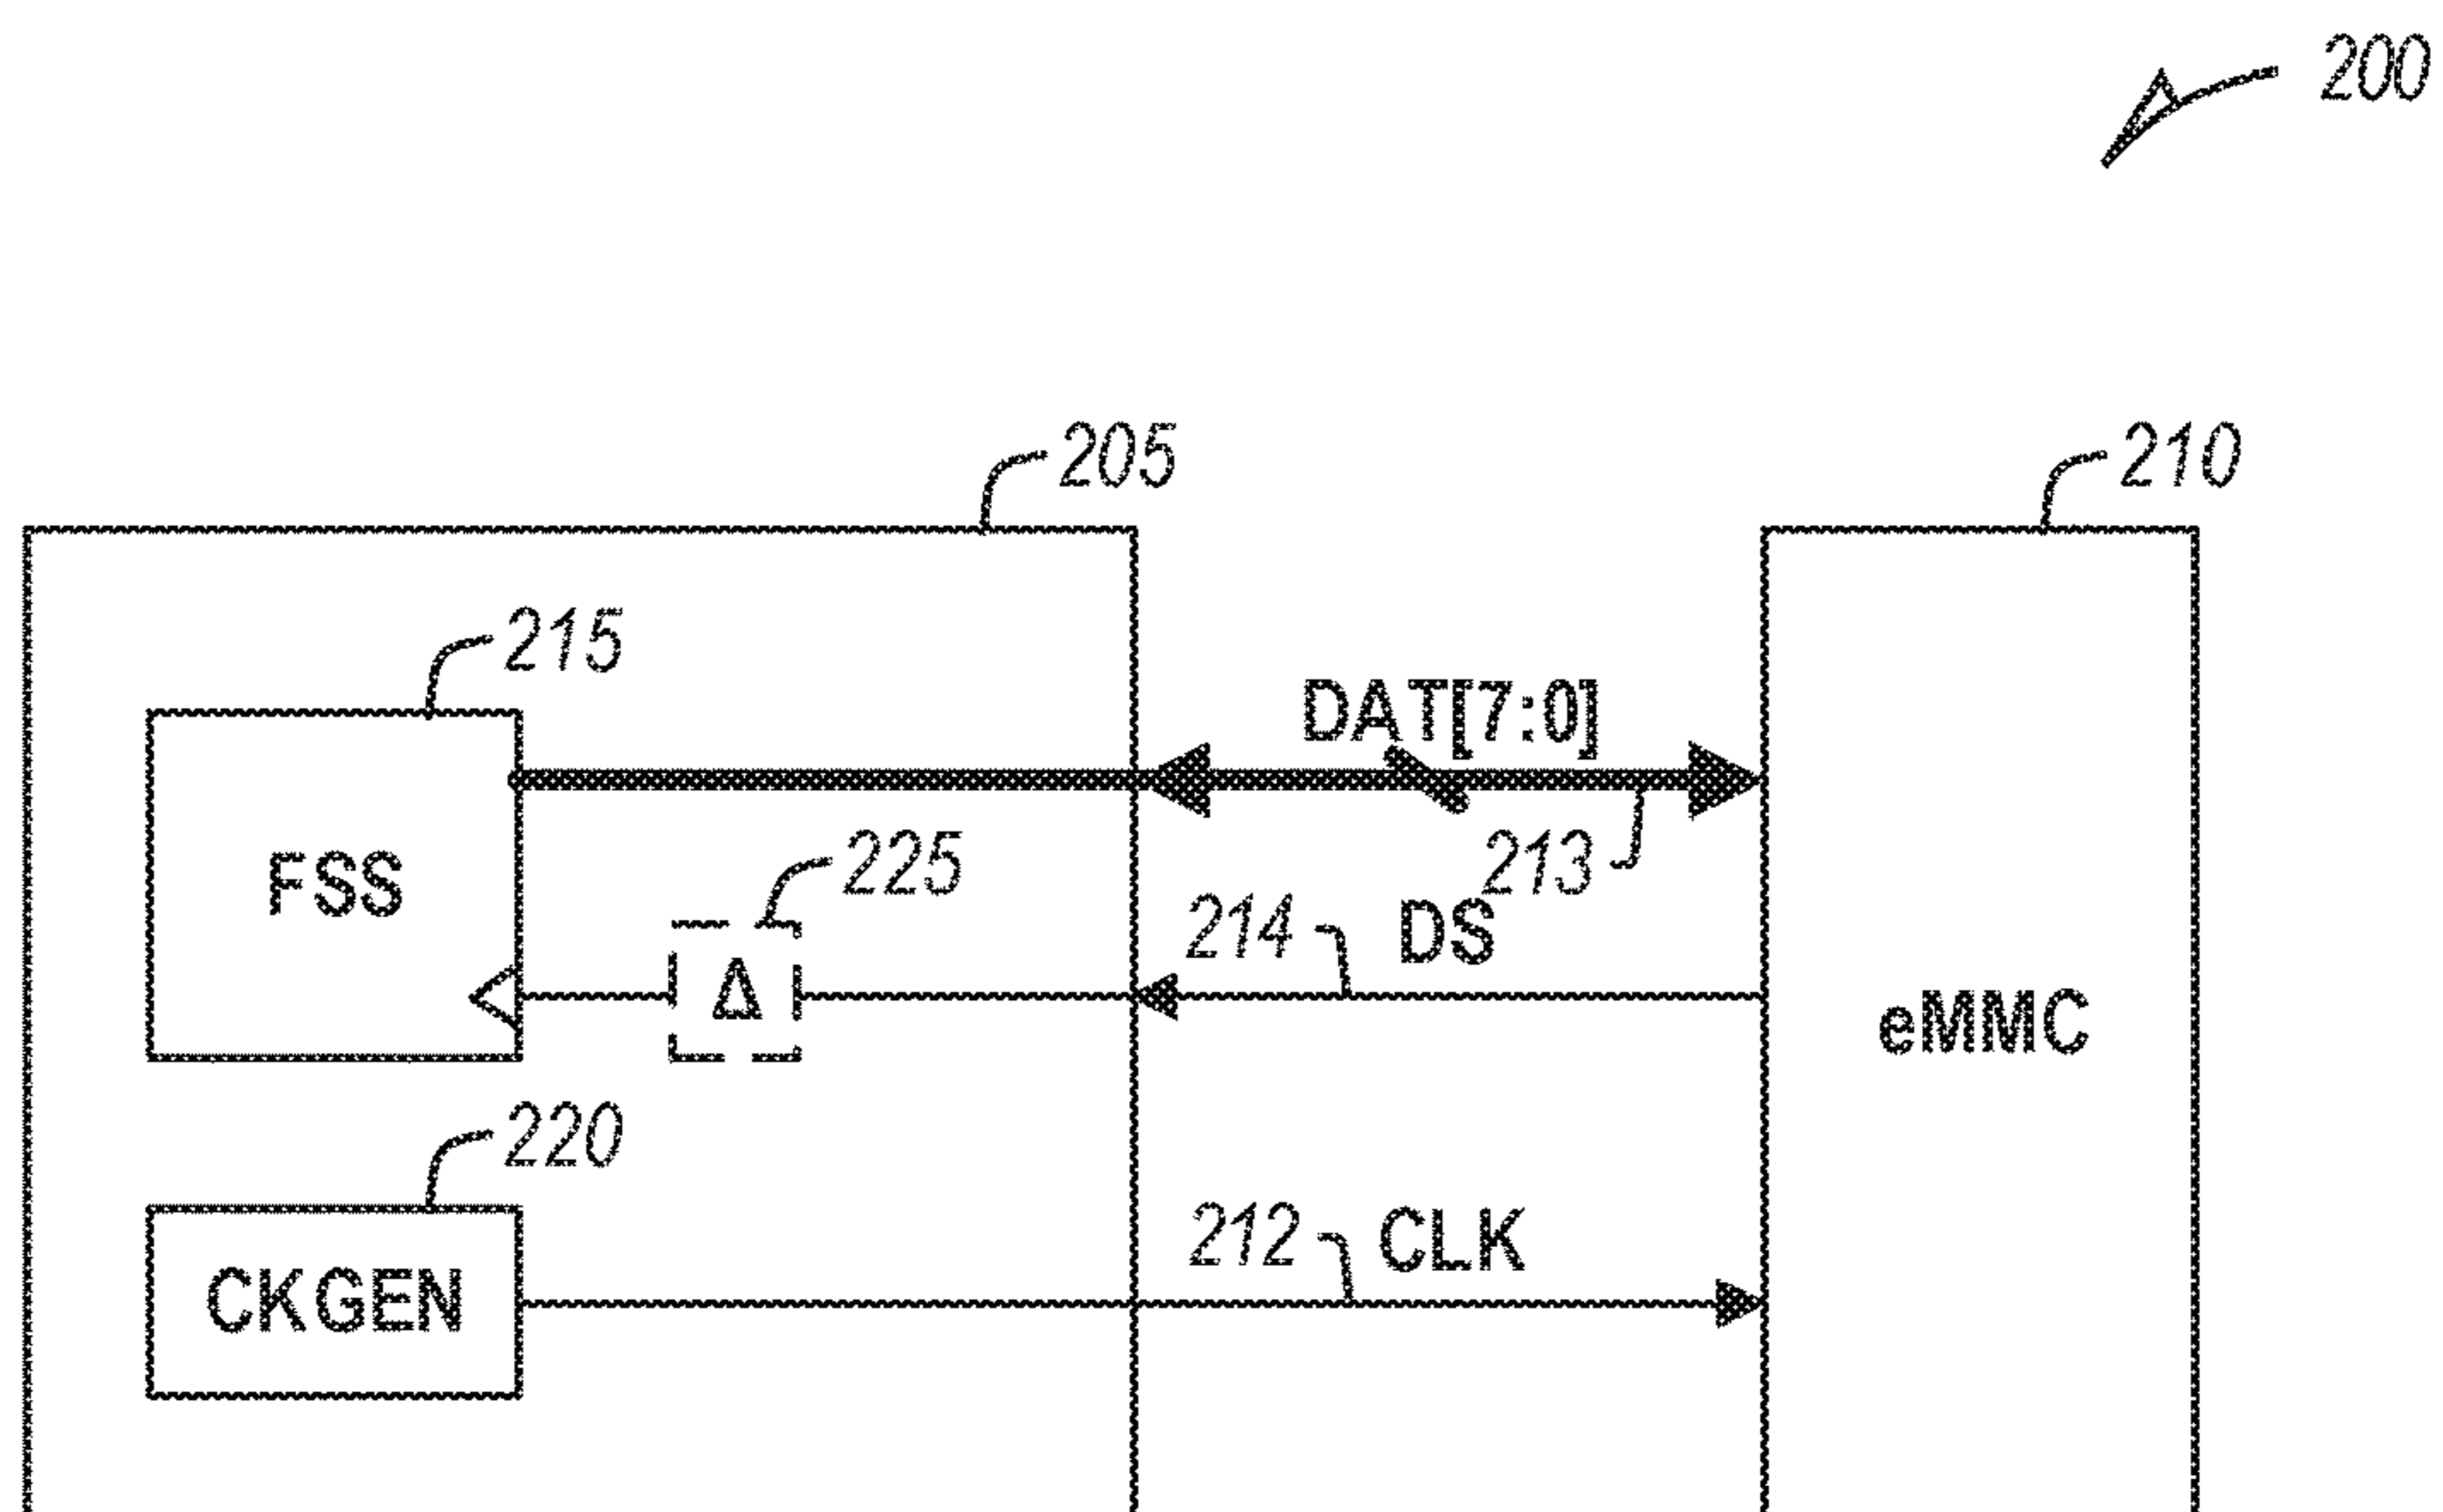 200
205
210
215
DAT[7:0]
FSS
225
213
214
DS
Δ
eMMC
220
212
CLK
CKGEN